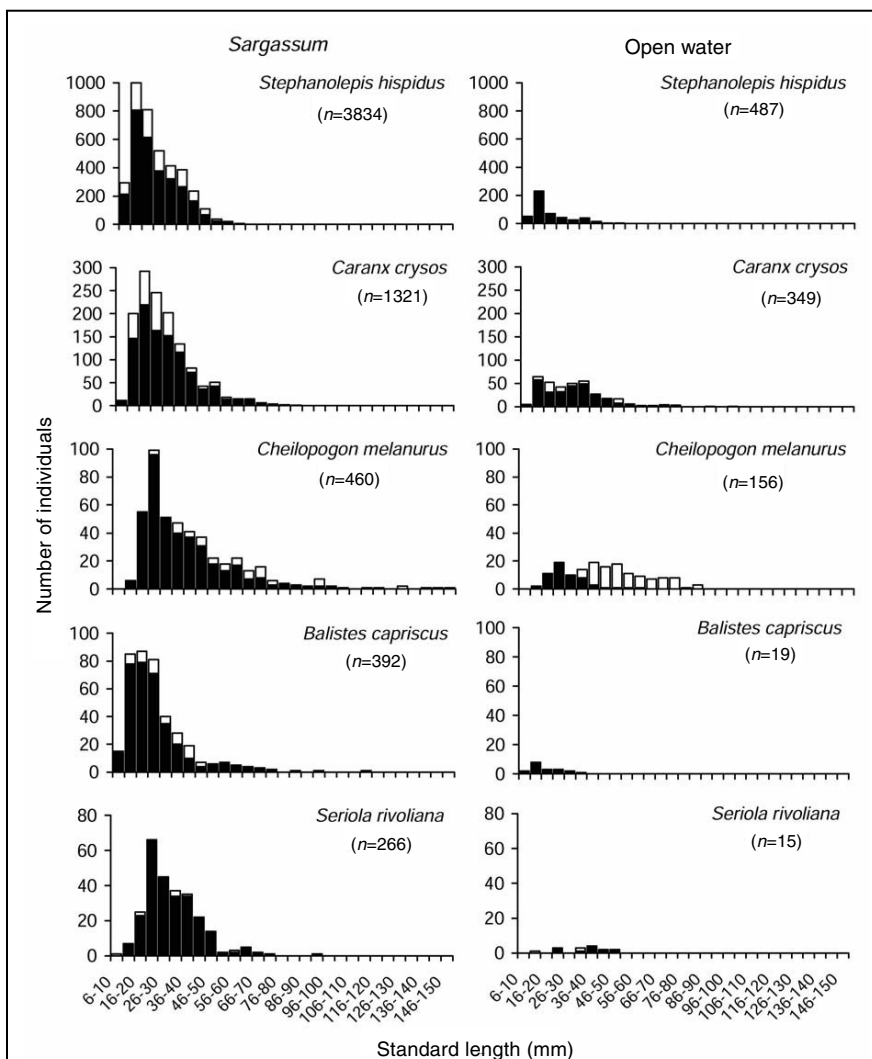 Sargassum
Open water
Number of individuals
Stephanolepis hispidus
(n=3834)
1000
800
600
400
200
0
Stephanolepis hispidus
(n=487)
1000
800
600
400
200
0
Caranx crysos
(n=1321)
300
250
200
150
100
50
0
Caranx crysos
(n=349)
300
250
200
150
100
50
0
Cheilopogon melanurus
(n=460)
100
80
60
40
20
0
Cheilopogon melanurus
(n=156)
100
80
60
40
20
0
Balistes capriscus
(n=392)
100
80
60
40
20
0
Balistes capriscus
(n=19)
100
80
60
40
20
0
Seriola rivoliana
(n=266)
80
60
40
20
0
Seriola rivoliana
(n=15)
80
60
40
20
0
6-10 16-20 26-30 36-40 46-50 56-60 66-70 76-80 86-90 96-100 106-110 116-120 126-130 136-140 146-150
6-10 16-20 26-30 36-40 46-50 56-60 66-70 76-80 86-90 96-100 106-110 116-120 126-130 136-140 146-150
Standard length (mm)